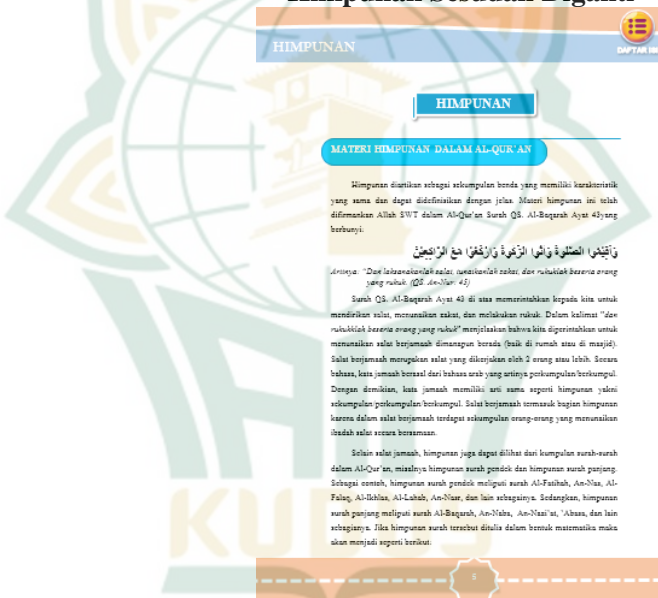 Himpunan Sesudah Diganti
HIMPUNAN
DAFTAR ISI
HIMPUNAN
MATERI HIMPUNAN DALAM AL-QUR'AN
Himpunan diartikan sebagai sekumpulan benda yang memiliki karakteristik
yang sama dan dapat didefinisikan dengan jelas. Materi himpunan ini telah
difirmankan Allah SWT dalam Al-Qur'an Surah QS. Al-Baqarah Ayat 43yang
berbunyi:
وَاَقِيْمُوا الصَّلٰوةَ وَاٰتُوا الزَّكٰوةَ وَارْكَعُوْا مَعَ الرَّاكِعِيْنَ
Artinya: "Dan laksanakanlah salat, tunaikanlah zakat, dan rukuklah beserta orang
yang rukuk. (QS. An-Nur: 45)
Surah QS. Al-Baqarah Ayat 43 di atas memerintahkan kepada kita untuk
mendirikan salat, menunaikan zakat, dan melakukan rukuk. Dalam kalimat "dan
rukukklah beserta orang yang rukuk" menjelaskan bahwa kita diperintahkan untuk
menunaikan salat berjamaah dimanapun berada (baik di rumah atau di masjid).
Salat berjamaah merupakan salat yang dikerjakan oleh 2 orang atau lebih. Secara
bahasa, kata jamaah berasal dari bahasa arab yang artinya perkumpulan/berkumpul.
Dengan demikian, kata jamaah memiliki arti sama seperti himpunan yakni
sekumpulan/perkumpulan/berkumpul. Salat berjamaah termasuk bagian himpunan
karena dalam salat berjamaah terdapat sekumpulan orang-orang yang menunaikan
ibadah salat secara bersamaan.
Selain salat jamaah, himpunan juga dapat dilihat dari kumpulan surah-surah
dalam Al-Qur'an, misalnya himpunan surah pendek dan himpunan surah panjang.
Sebagai contoh, himpunan surah pendek meliputi surah Al-Fatihah, An-Nas, Al-
Falaq, Al-Ikhlas, Al-Lahab, An-Nasr, dan lain sebagainya. Sedangkan, himpunan
surah panjang meliputi surah Al-Baqarah, An-Naba, An-Nazi'at, 'Abasa, dan lain
sebagianya. Jika himpunan surah tersebut ditulis dalam bentuk matematika maka
akan menjadi seperti berikut:
6
KUDUS